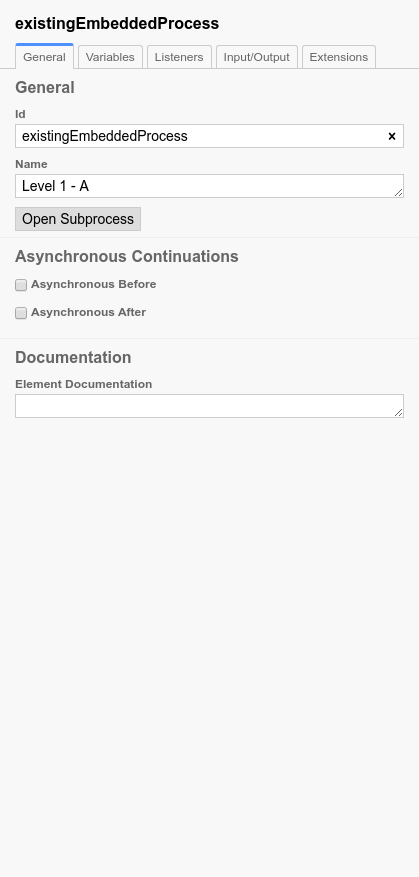 existingEmbeddedProcess
General Variables Listeners Input/Output Extensions
General
Id
existingEmbeddedProcess ×
Name
Level 1 - A
Open Subprocess
Asynchronous Continuations
Asynchronous Before
Asynchronous After
Documentation
Element Documentation